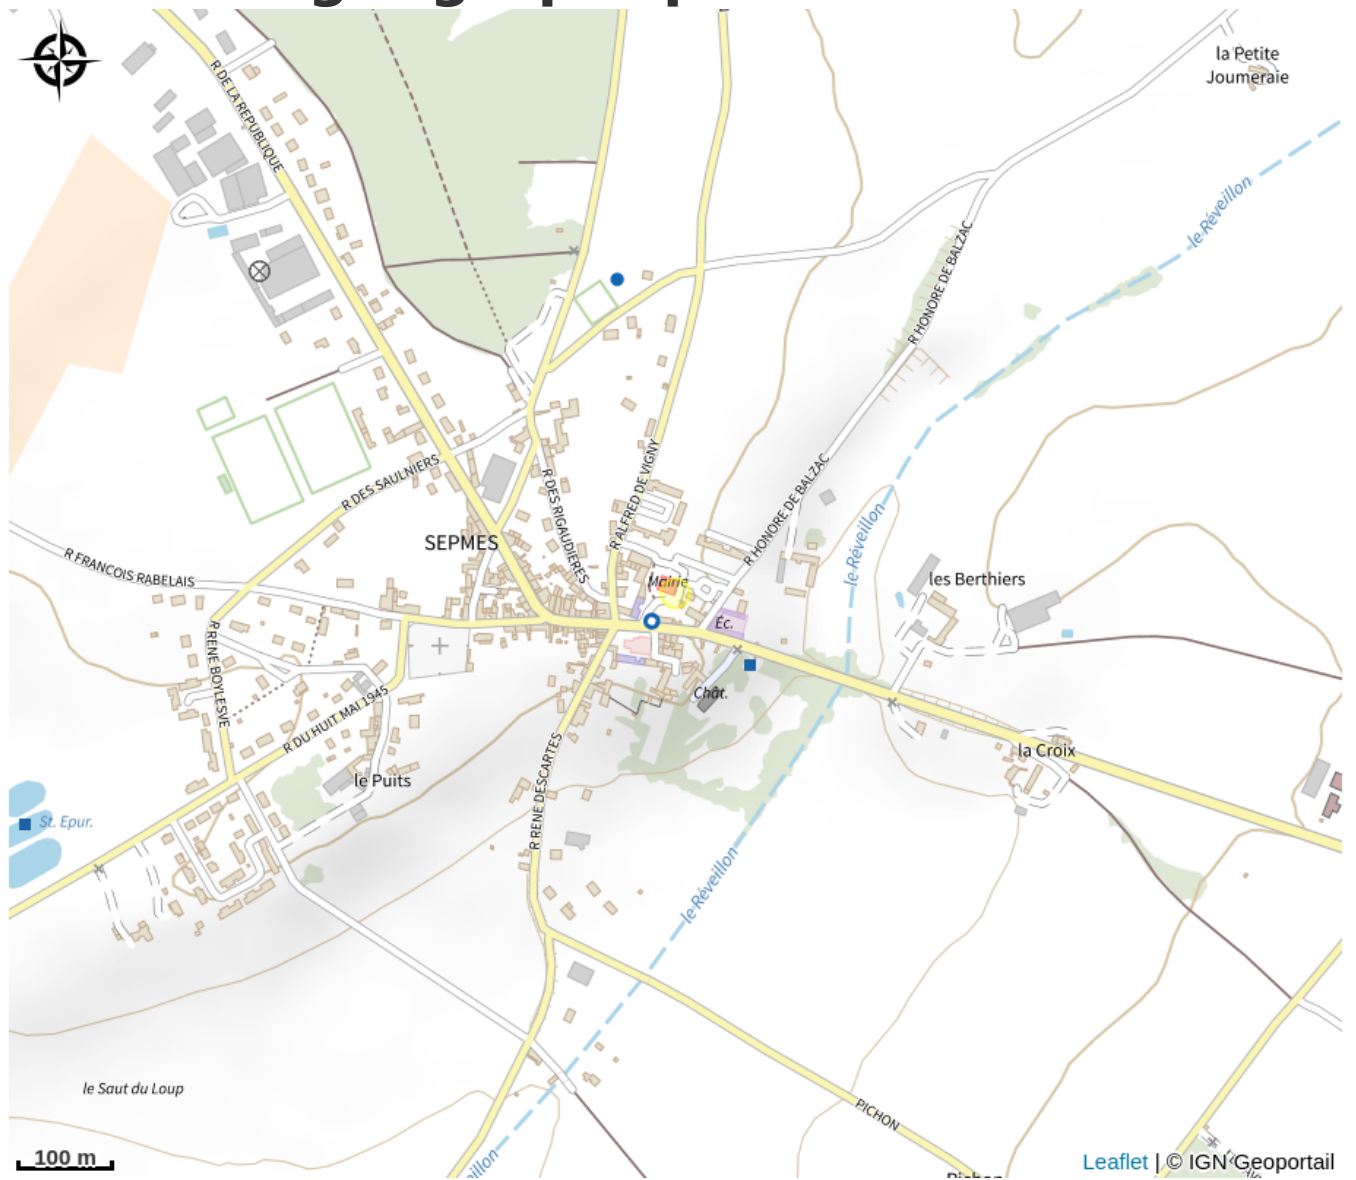 la Petite
Joumeraie
R DE LA REPUBLIQUE
le Réveillon
R HONORE DE BALZAC
R DES SAULNIERS
R DES RIGAUDIERES
R ALFRED DE VIGNY
R HONORE DE BALZAC
SEPMES
R FRANCOIS RABELAIS
le Réveillon
Mairie
les Berthiers
Éc.
R RENE BOYLESVE
Chât.
R DU HUIT MAI 1945
la Croix
le Puits
R RENE DESCARTES
St. Epur.
le Réveillon
le Saut du Loup
PICHON
100 m
Leaflet | © IGN Geoportail